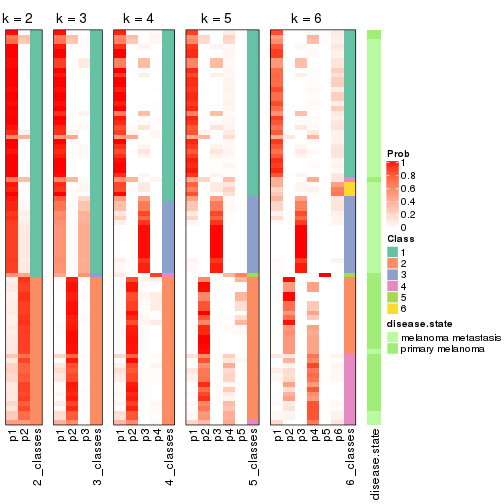 k = 2
k = 3
k = 4
k = 5
k = 6
p1
p2
2_classes
p1
p2
p3
3_classes
p1
p2
p3
p4
4_classes
p1
p2
p3
p4
p5
5_classes
p1
p2
p3
p4
p5
p6
6_classes
disease.state
Prob
1
0.8
0.6
0.4
0.2
0
Class
1
2
3
4
5
6
disease.state
melanoma metastasis
primary melanoma